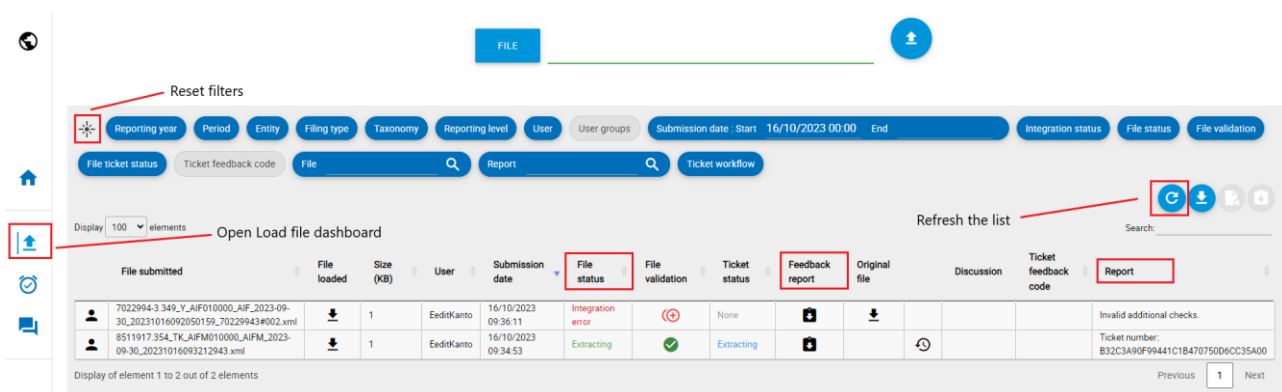 FILE
Reset filters
Reporting year Period Entity Filing type Taxonomy Reporting level User User groups Submission date : Start 16/10/2023 00:00 End Integration status File status File validation
File ticket status Ticket feedback code File Report Ticket workflow
Refresh the list
Display 100 elements
Search:
Open Load file dashboard
File submitted File loaded Size (KB) User Submission date File status File validation Ticket status Feedback report Original file Discussion Ticket feedback code Report
7022994-3.349_Y_AIF010000_AIF_2023-09-
30_20231016092050159_70229943#002.xml
1 EeditKanto 16/10/2023 09:36:11 Integration error None Invalid additional checks.
8511917.354_TK_AIFM010000_AIFM_2023-
09-30_20231016093212943.xml
1 EeditKanto 16/10/2023 09:34:53 Extracting Extracting Ticket number:
B32C3A90F99441C1B470750D6CC35A00
Display of element 1 to 2 out of 2 elements
Previous 1 Next